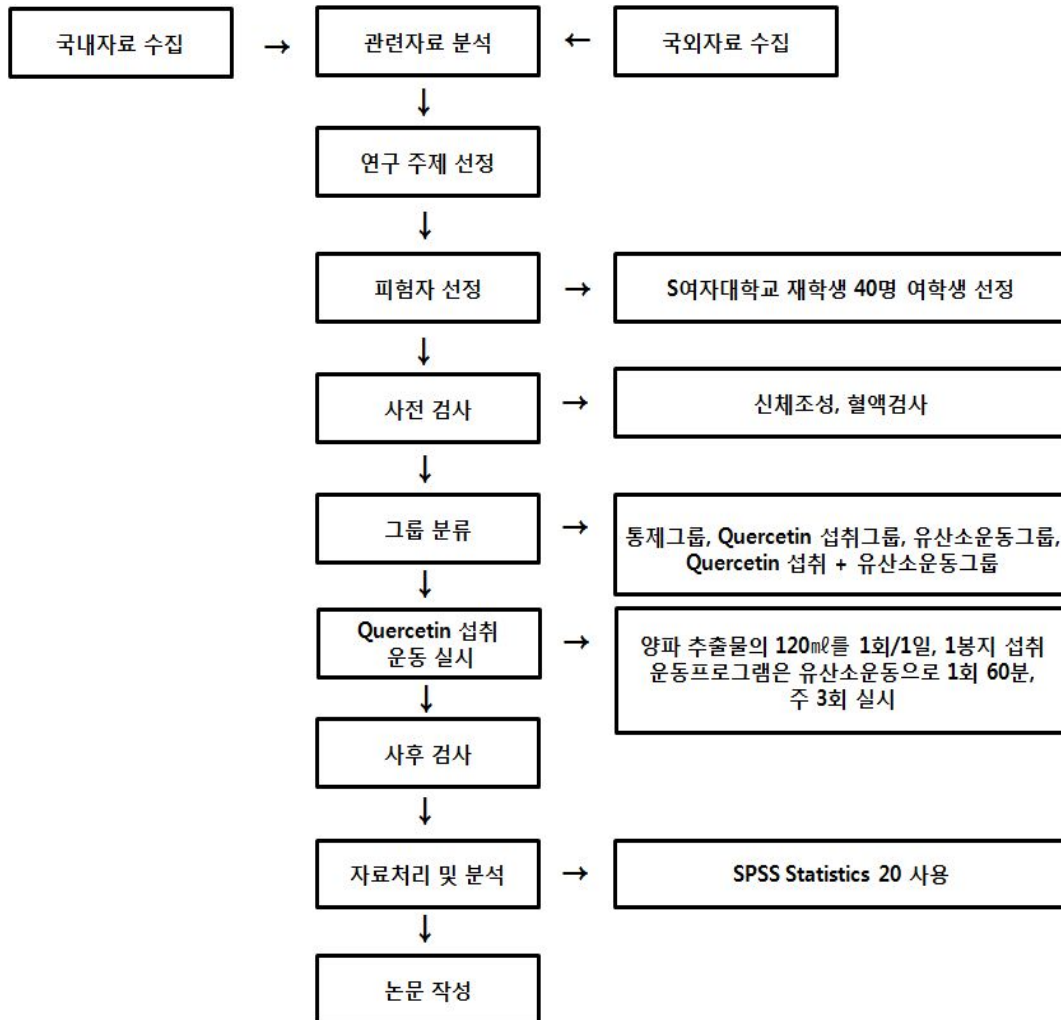 국내자료 수집 → 관련자료 분석 ← 국외자료 수집
↓
연구 주제 선정
↓
피험자 선정 → S여자대학교 재학생 40명 여학생 선정
↓
사전 검사 → 신체조성, 혈액검사
↓
그룹 분류 → 통제그룹, Quercetin 섭취그룹, 유산소운동그룹,
Quercetin 섭취 + 유산소운동그룹
↓
Quercetin 섭취
운동 실시
→
양파 추출물의 120㎖를 1회/1일, 1봉지 섭취
운동프로그램은 유산소운동으로 1회 60분,
주 3회 실시
↓
사후 검사
↓
자료처리 및 분석 → SPSS Statistics 20 사용
↓
논문 작성